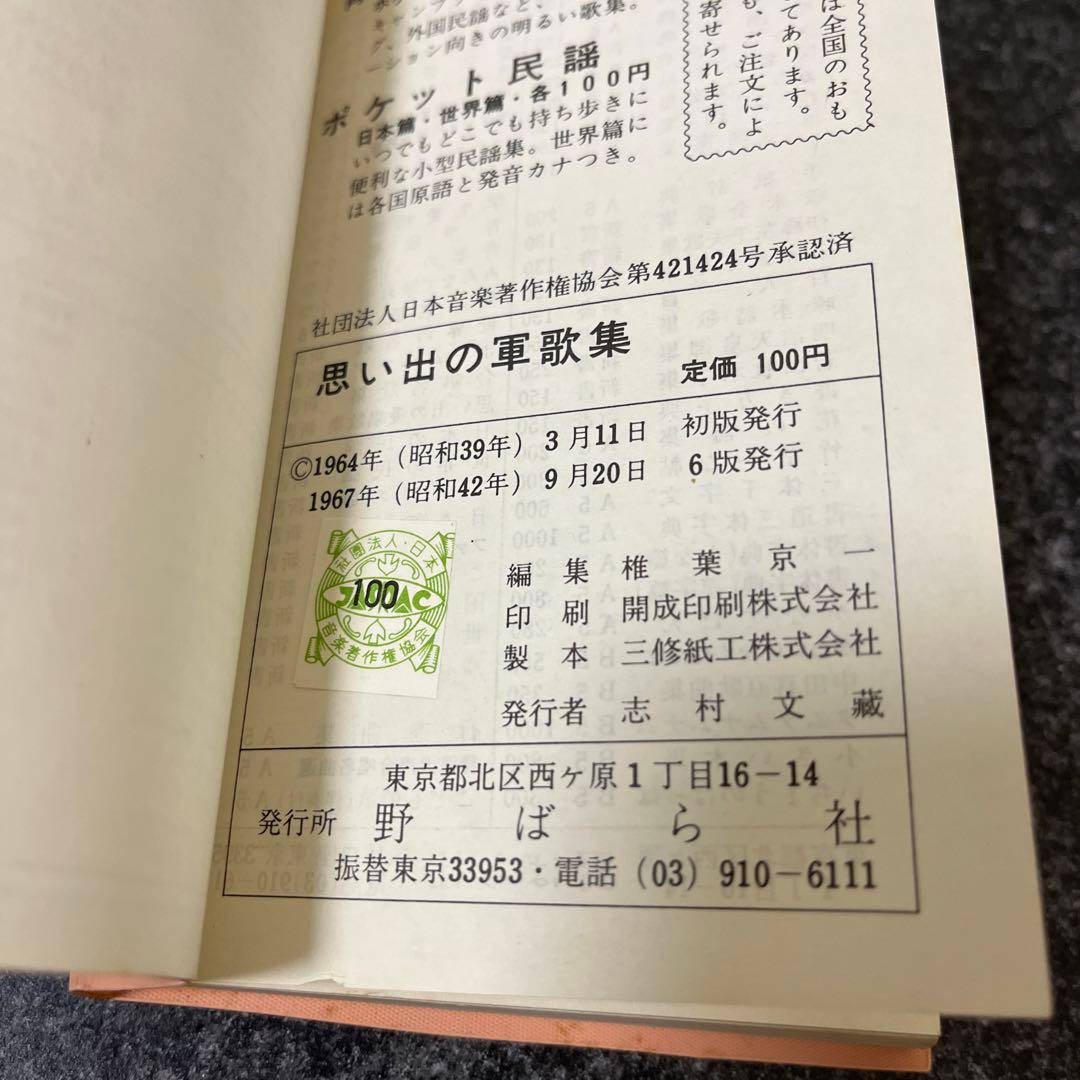 外国民謡など、
ション向きの明るい歌集。
ポケット民謡
日本篇・世界篇・各100円
いつでもどこでも持ち歩きに
便利な小型民謡集。世界篇に
は各国原語と発音カナつき。
は全国のおも
てあります。
も、ご注文によ
寄せられます。
社団法人日本音楽著作権協会第421424号承認済
思い出の軍歌集
定価 100円
©1964年（昭和39年）3月11日 初版発行
1967年（昭和42年）9月20日 6版発行
社團法人・日本
100
音楽著作権協会
編集 椎葉京一
印刷 開成印刷株式会社
製本 三修紙工株式会社
発行者 志村文藏
東京都北区西ケ原1丁目16-14
発行所 野ばら社
振替東京33953・電話（03）910-6111